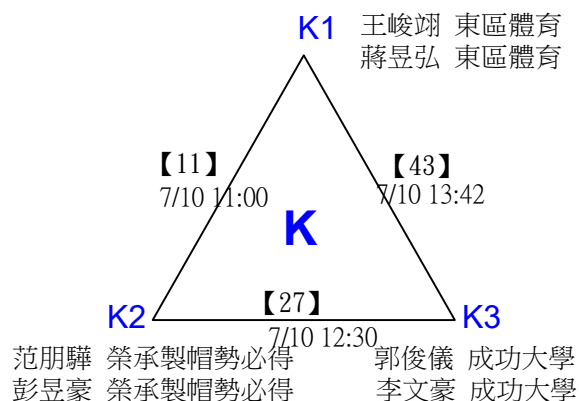 K1
王峻翊 東區體育
蔣昱弘 東區體育
【11】
7/10 11:00
【43】
7/10 13:42
K
K2
【27】
7/10 12:30
K3
范朋驊 榮承製帽勢必得
彭昱豪 榮承製帽勢必得
郭俊儀 成功大學
李文豪 成功大學